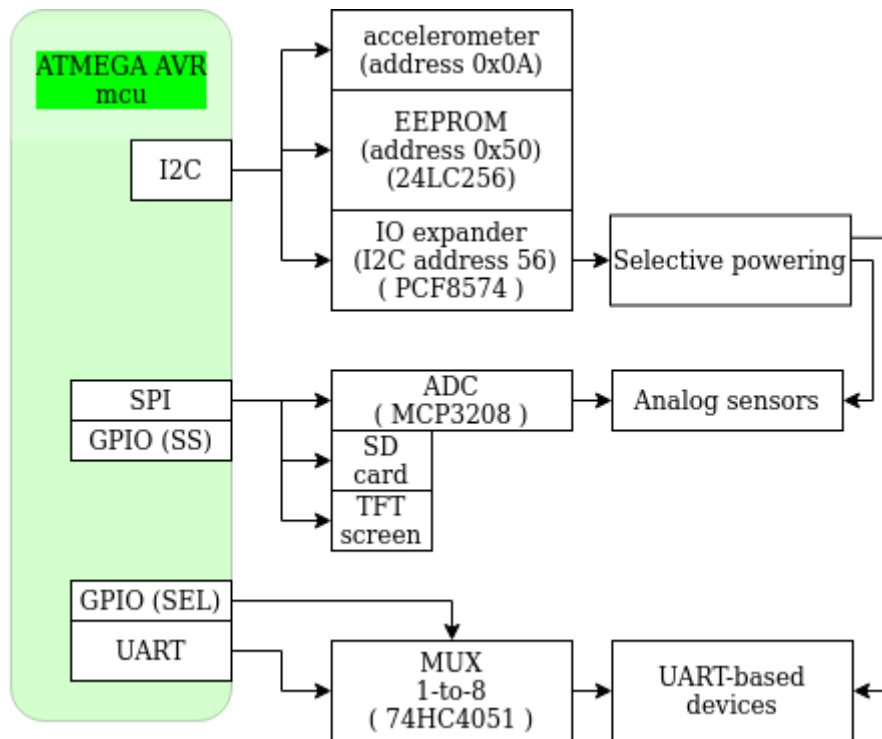 ATMEGA AVR
mcu
I2C
accelerometer
(address 0x0A)
EEPROM
(address 0x50)
(24LC256)
IO expander
(I2C address 56)
( PCF8574 )
Selective powering
SPI
GPIO (SS)
ADC
( MCP3208 )
Analog sensors
SD
card
TFT
screen
GPIO (SEL)
UART
MUX
1-to-8
( 74HC4051 )
UART-based
devices